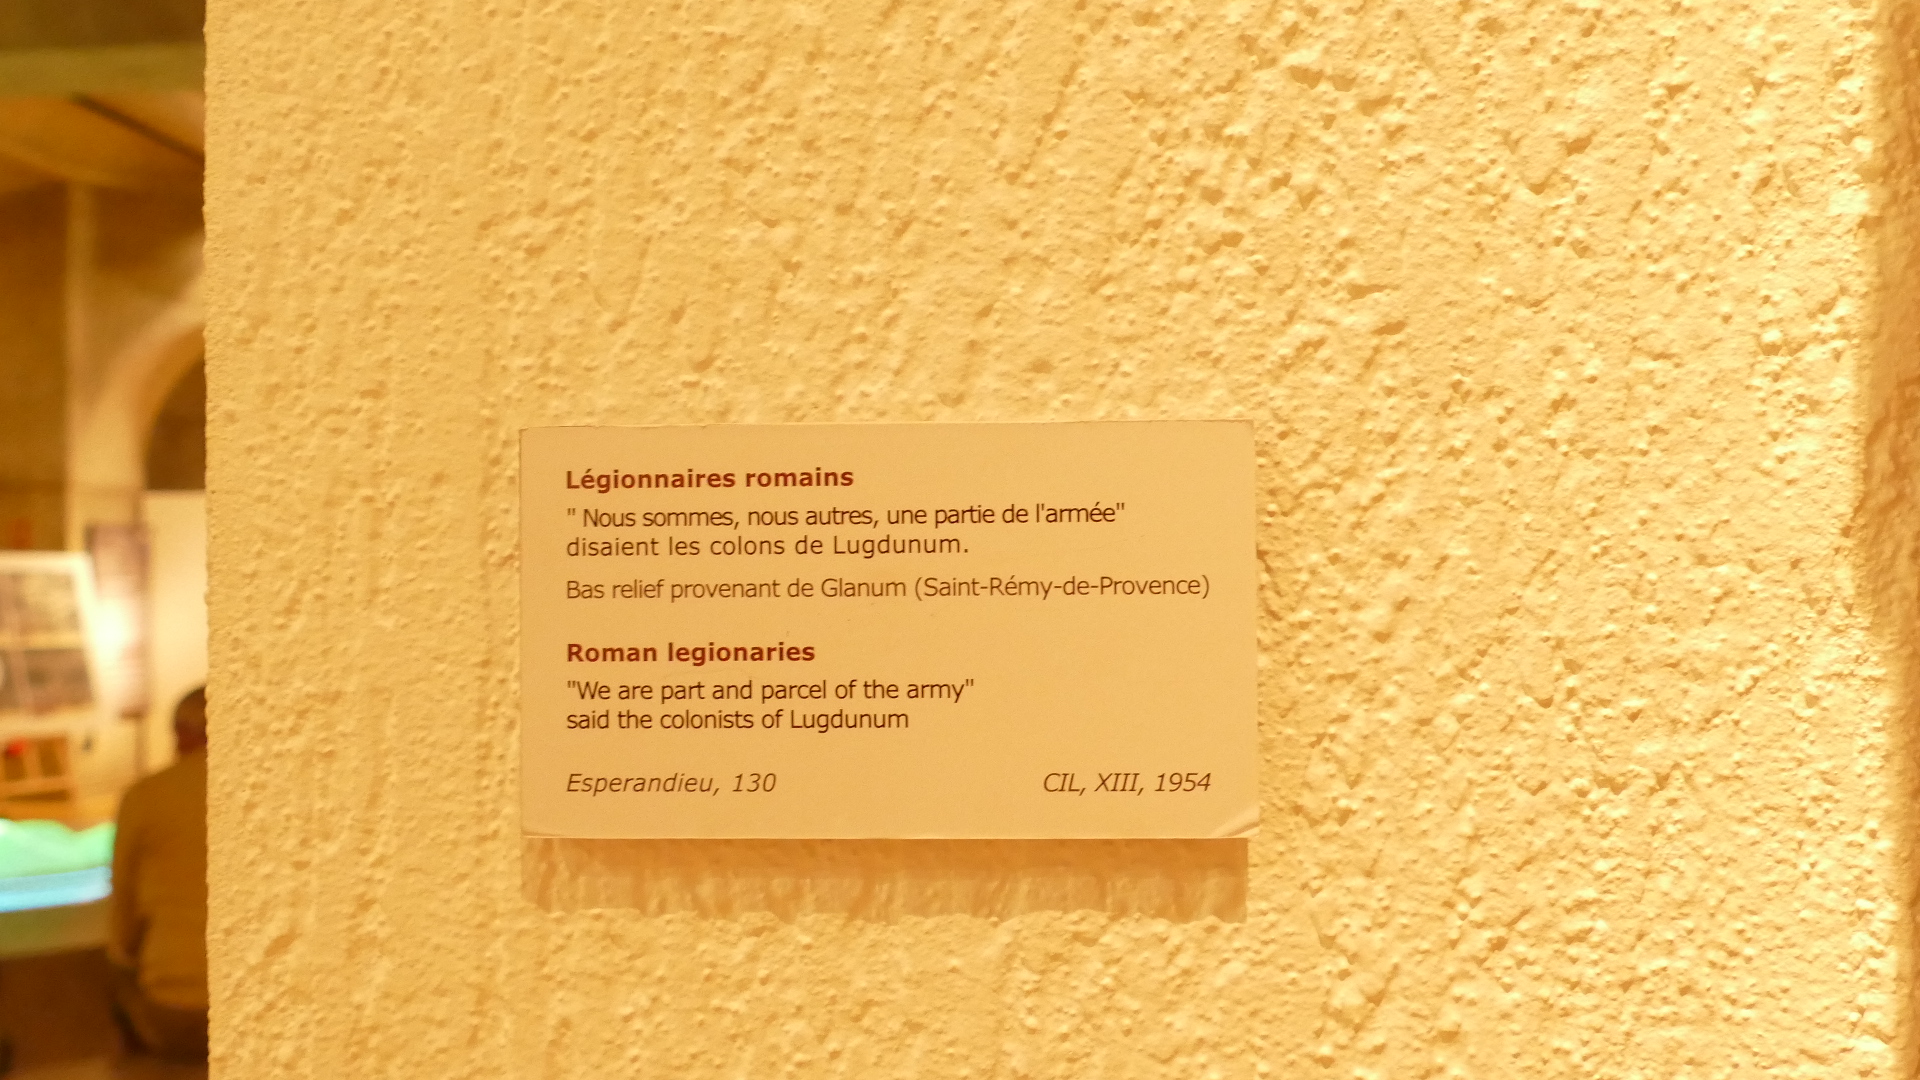 Légionnaires romains
" Nous sommes, nous autres, une partie de l'armée"
disaient les colons de Lugdunum.
Bas relief provenant de Glanum (Saint-Rémy-de-Provence)
Roman legionaries
"We are part and parcel of the army"
said the colonists of Lugdunum
Esperandieu, 130 CIL, XIII, 1954